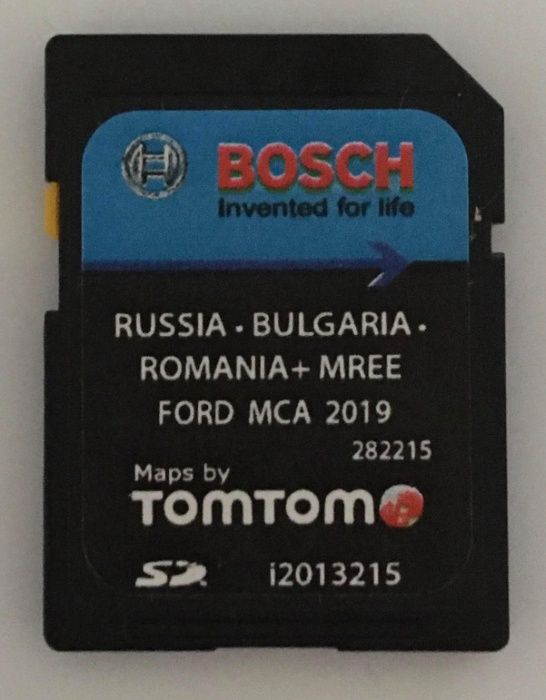 BOSCH
Invented for life
RUSSIA · BULGARIA ·
ROMANIA+ MREE
FORD MCA 2019
282215
Maps by
TOMTOM
SD
i2013215